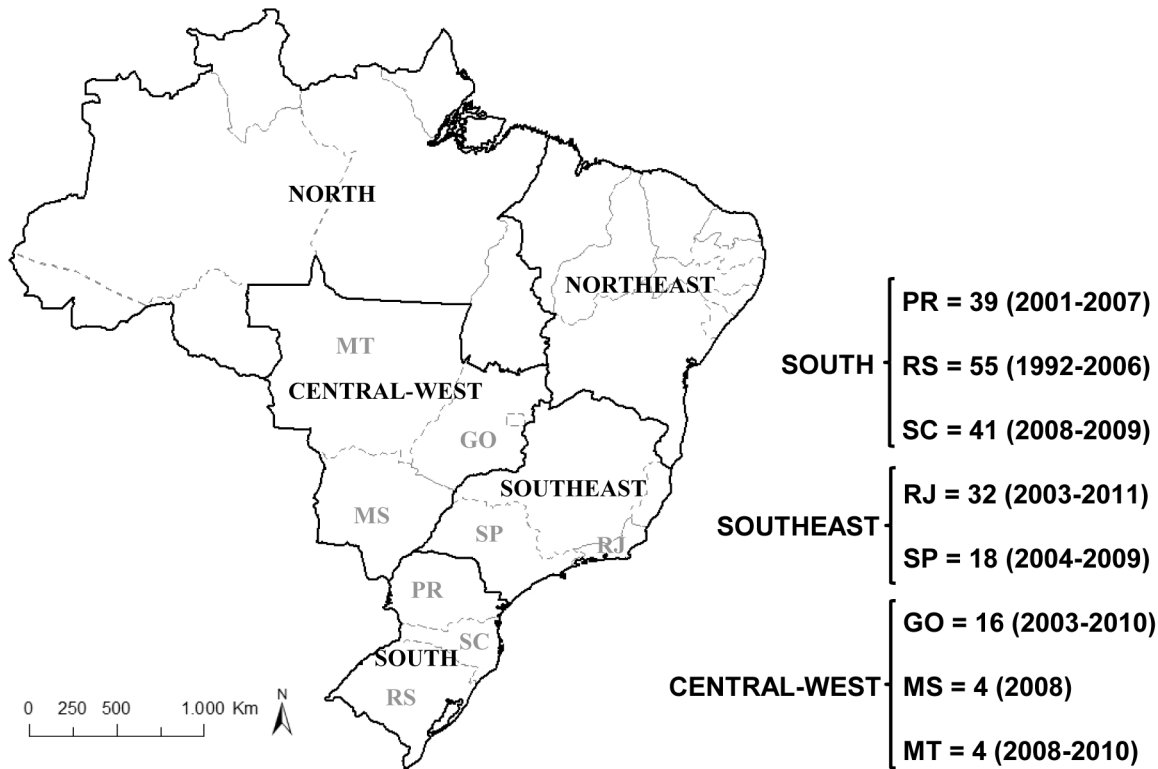 NORTH
NORTHEAST
MT
CENTRAL-WEST
GO
SOUTHEAST
MS
SP
RJ
PR
SC
SOUTH
RS
0 250 500 1.000 Km
N
SOUTH
PR = 39 (2001-2007)
RS = 55 (1992-2006)
SC = 41 (2008-2009)
SOUTHEAST
RJ = 32 (2003-2011)
SP = 18 (2004-2009)
CENTRAL-WEST
GO = 16 (2003-2010)
MS = 4 (2008)
MT = 4 (2008-2010)